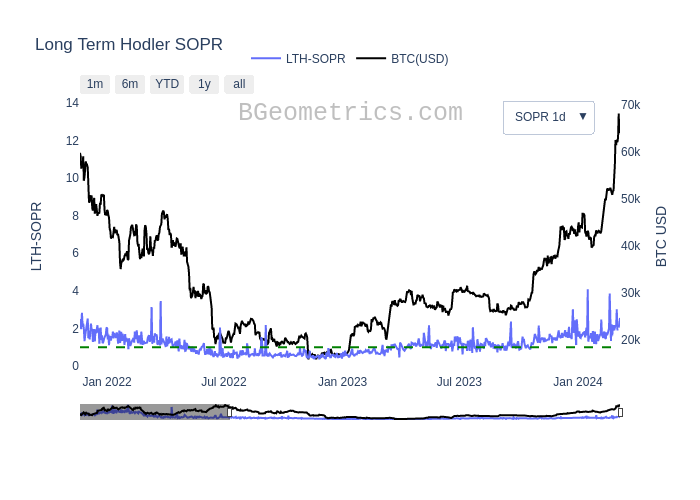 Long Term Hodler SOPR
LTH-SOPR BTC(USD)
1m 6m YTD 1y all
BGeometrics.com
SOPR 1d ▼
14
12
10
8
6
4
2
0
LTH-SOPR
70k
60k
50k
40k
30k
20k
BTC USD
Jan 2022 Jul 2022 Jan 2023 Jul 2023 Jan 2024